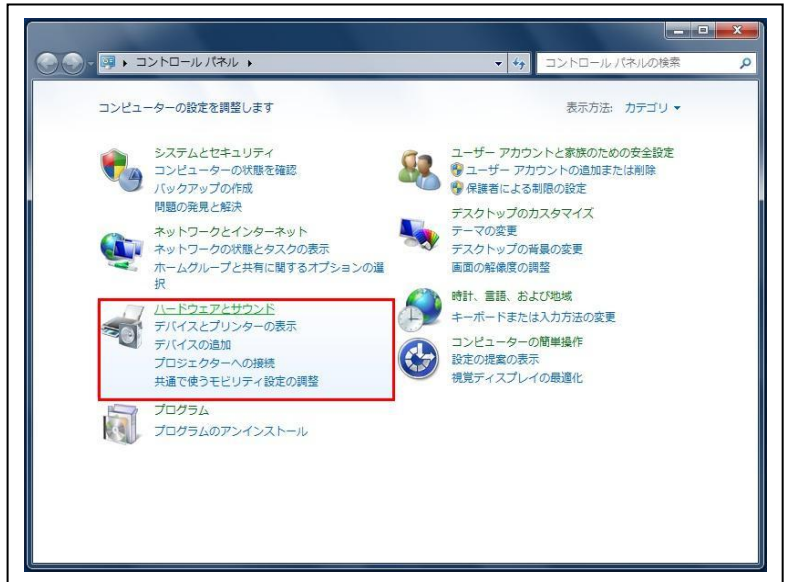 コントロール パネル
コントロール パネルの検索
コンピューターの設定を調整します
表示方法: カテゴリ
システムとセキュリティ
コンピューターの状態を確認
バックアップの作成
問題の発見と解決
ネットワークとインターネット
ネットワークの状態とタスクの表示
ホームグループと共有に関するオプションの選
択
ハードウェアとサウンド
デバイスとプリンターの表示
デバイスの追加
プロジェクターへの接続
共通で使うモビリティ設定の調整
プログラム
プログラムのアンインストール
ユーザー アカウントと家族のための安全設定
ユーザー アカウントの追加または削除
保護者による制限の設定
デスクトップのカスタマイズ
テーマの変更
デスクトップの背景の変更
画面の解像度の調整
時計、言語、および地域
キーボードまたは入力方法の変更
コンピューターの簡単操作
設定の提案の表示
視覚ディスプレイの最適化